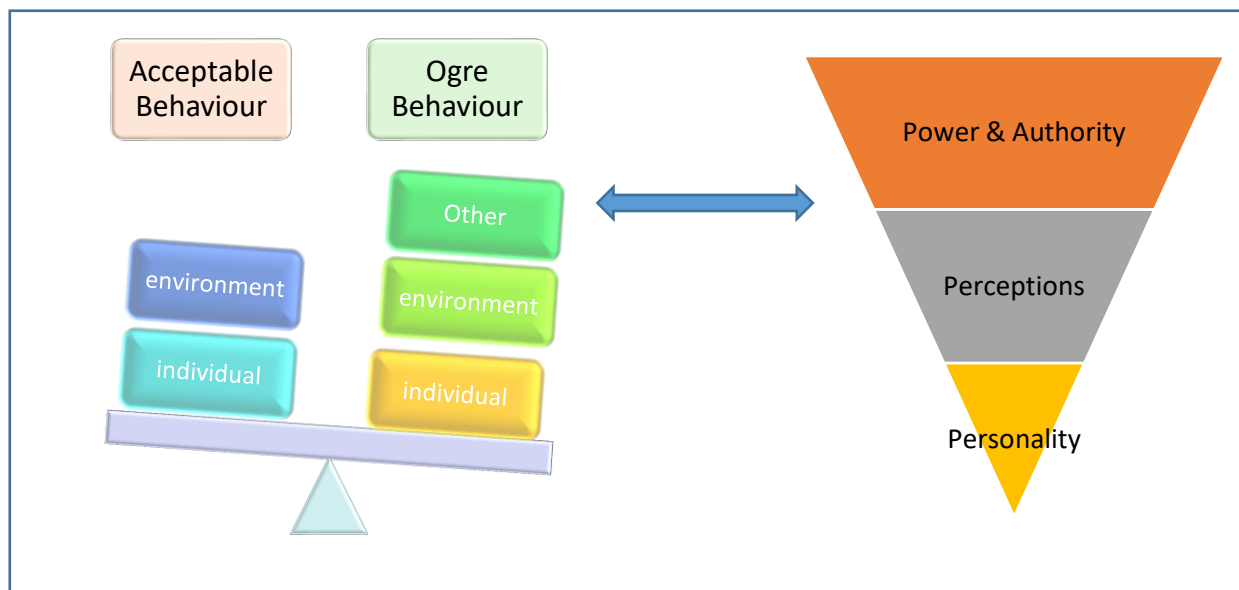 Acceptable
Behaviour
Ogre
Behaviour
Other
environment
individual
environment
individual
Power & Authority
Perceptions
Personality